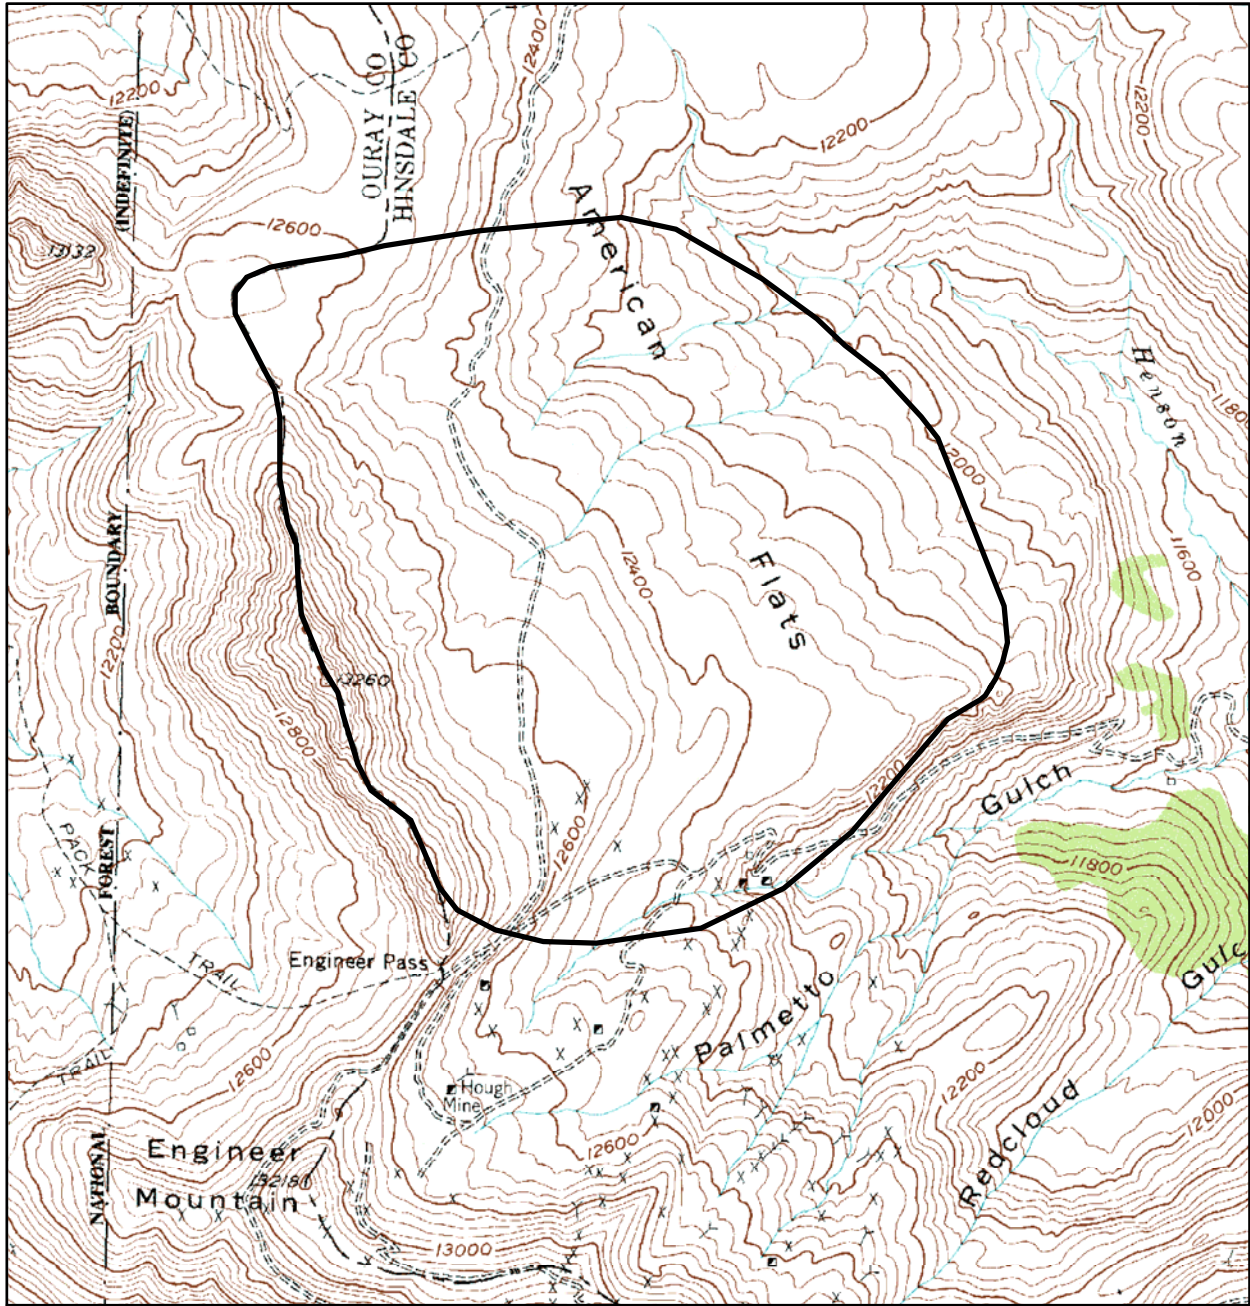 12400
OURAY CO
HINSDALE CO
12200
12200
12200
(INDEFINITE)
American
12600
13132
Henson
11800
12000
BOUNDARY
12400
Flats
11600
12200
13260
12800
12200
Gulch
PACK
FOREST
12600
11800
TRAIL
Engineer Pass
Gulc
Palmetto
TRAIL
12600
Hough
Mine
12200
Redcloud
12000
NATIONAL
Engineer
Mountain
12600
13218
13000